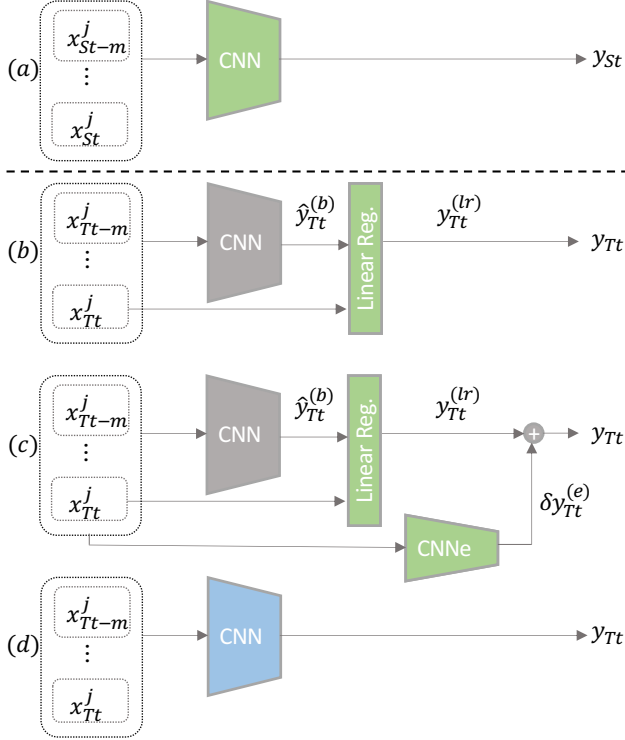 (a)
x^j_{St−m}
⋮
x^j_{St}
CNN
y_{St}
(b)
x^j_{Tt−m}
⋮
x^j_{Tt}
CNN
ŷ^{(b)}_{Tt}
Linear Reg.
y^{(lr)}_{Tt}
y_{Tt}
(c)
x^j_{Tt−m}
⋮
x^j_{Tt}
CNN
ŷ^{(b)}_{Tt}
Linear Reg.
y^{(lr)}_{Tt}
+
y_{Tt}
CNNe
δy^{(e)}_{Tt}
(d)
x^j_{Tt−m}
⋮
x^j_{Tt}
CNN
y_{Tt}